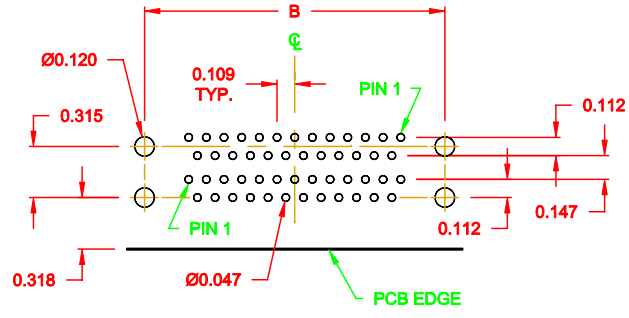 B
℄
Ø0.120
0.109
TYP.
PIN 1
0.112
0.315
PIN 1
0.147
0.112
0.318
Ø0.047
PCB EDGE